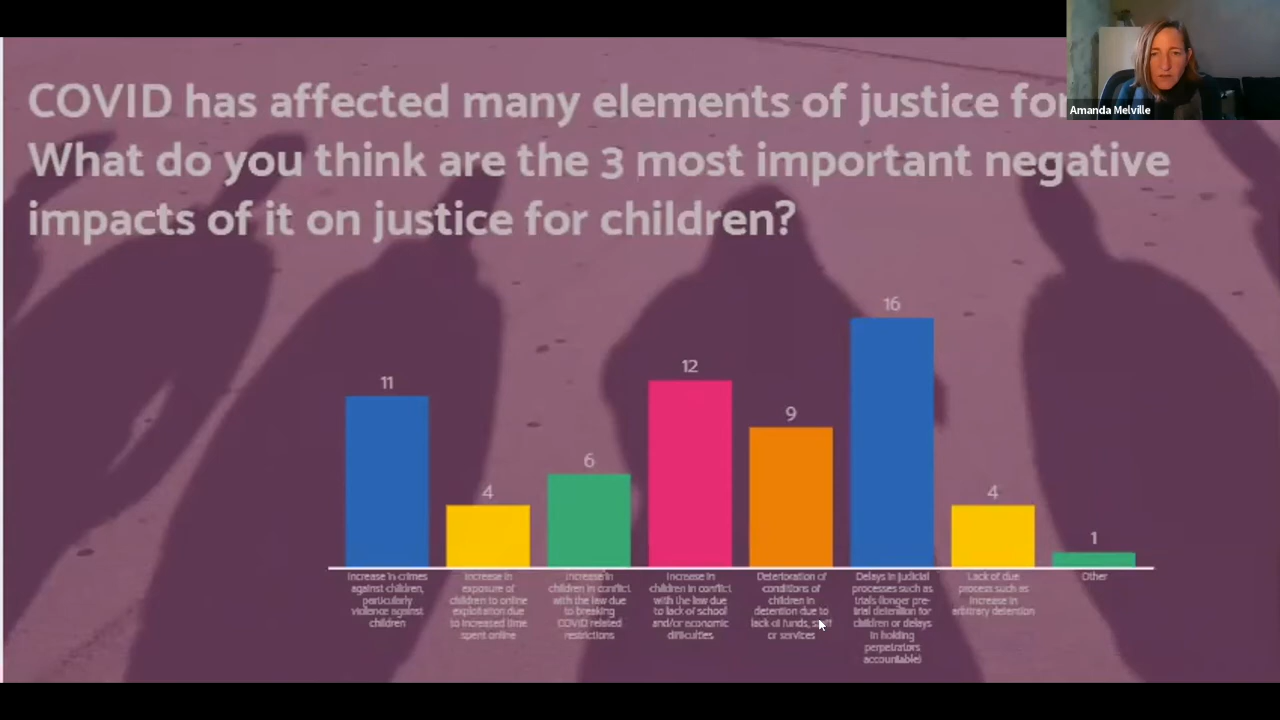 COVID has affected many elements of justice for
What do you think are the 3 most important negative
impacts of it on justice for children?
Amanda Melville
11
4
6
12
9
16
4
1
Increase in crimes
against children,
particularly
violence against
children
Increase in
exposure of
children to online
exploitation due
to increased time
spent online
Increase in
children in conflict
with the law due
to breaking
COVID related
restrictions
Increase in
children in conflict
with the law due
to lack of school
and/or economic
difficulties
Deterioration of
conditions of
children in
detention due to
lack of funds, staff
or services
Delays in judicial
processes such as
trials (longer pre-
trial detention for
children or delays
in holding
perpetrators
accountable)
Lack of due
process such as
increase in
arbitrary detention
Other